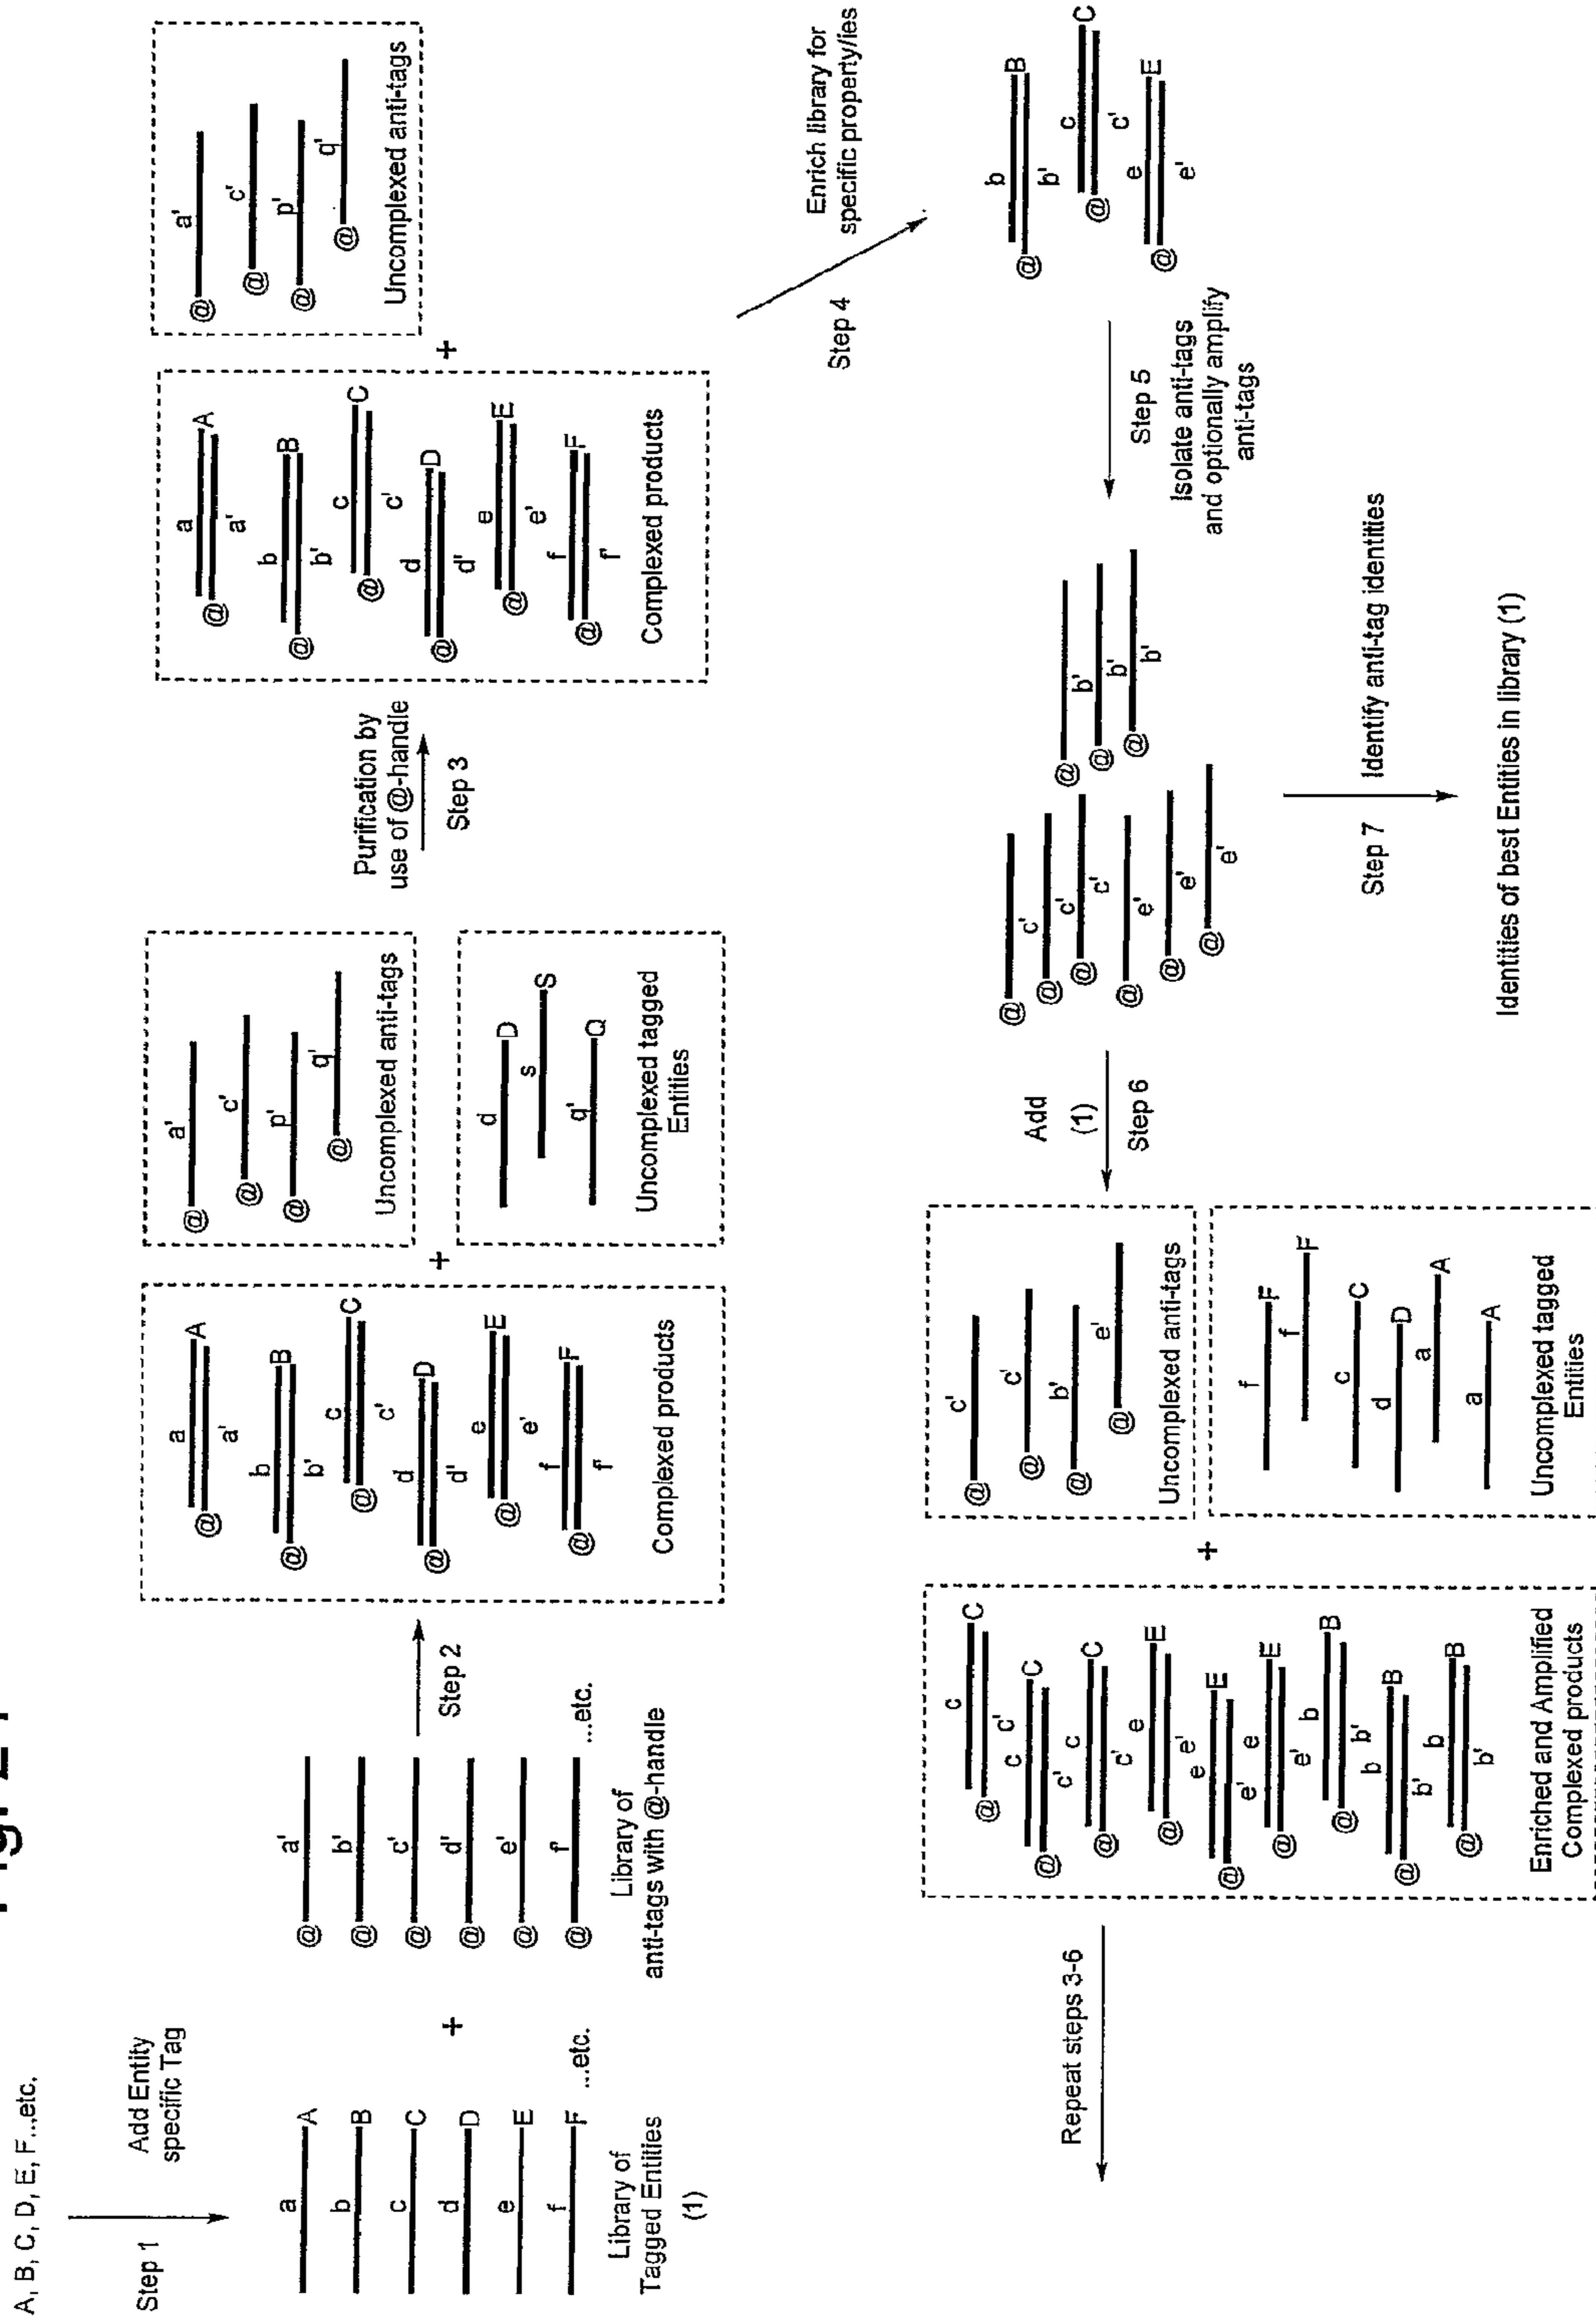 A, B, C, D, E, F...etc.
Step 1
Add Entity
specific Tag
a
A
b
B
c
C
d
D
e
E
f
F
...etc.
Library of
Tagged Entities
(1)
+
a'
@
b'
@
c'
@
d'
@
e'
@
f'
@
...etc.
Library of
anti-tags with @-handle
Step 2
a
A
@
a'
b
B
@
b'
c
C
@
c'
d
D
@
d'
e
E
@
e'
f
F
@
f'
Complexed products
+
a'
@
c'
@
p'
@
q'
@
Uncomplexed anti-tags
d
D
s
S
q'
Q
Uncomplexed tagged
Entities
Purification by
use of @-handle
Step 3
a
A
@
a'
b
B
@
b'
c
C
@
c'
d
D
@
d'
e
E
@
e'
f
F
@
f'
Complexed products
+
a'
@
c'
@
p'
@
q'
@
Uncomplexed anti-tags
Step 4
Enrich library for
specific property/ies
b
B
@
b'
c
C
@
c'
e
E
@
e'
Step 5
Isolate anti-tags
and optionally amplify
anti-tags
@
c'
@
c'
@
c'
@
e'
@
e'
@
e'
@
b'
@
b'
@
b'
Step 7
Identify anti-tag identities
Identities of best Entities in library (1)
Add
(1)
Step 6
c'
@
c'
@
b'
@
e'
@
Uncomplexed anti-tags
f
F
f
F
c
C
d
D
a
A
a
A
Uncomplexed tagged
Entities
+
c
C
@
c'
c
C
@
c'
c
C
@
c'
e
E
@
e'
e
E
@
e'
e
E
@
e'
b
B
@
b'
b
B
@
b'
b
B
@
b'
Enriched and Amplified
Complexed products
Repeat steps 3-6